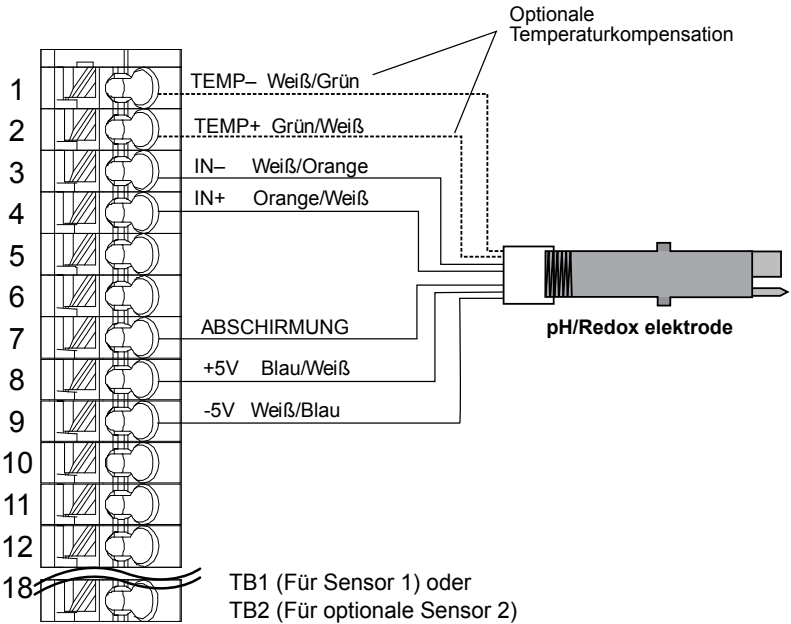 Optionale
Temperaturkompensation
1 TEMP– Weiß/Grün
2 TEMP+ Grün/Weiß
3 IN– Weiß/Orange
4 IN+ Orange/Weiß
5
6
7 ABSCHIRMUNG
8 +5V Blau/Weiß
9 -5V Weiß/Blau
10
11
12
18
pH/Redox elektrode
TB1 (Für Sensor 1) oder
TB2 (Für optionale Sensor 2)